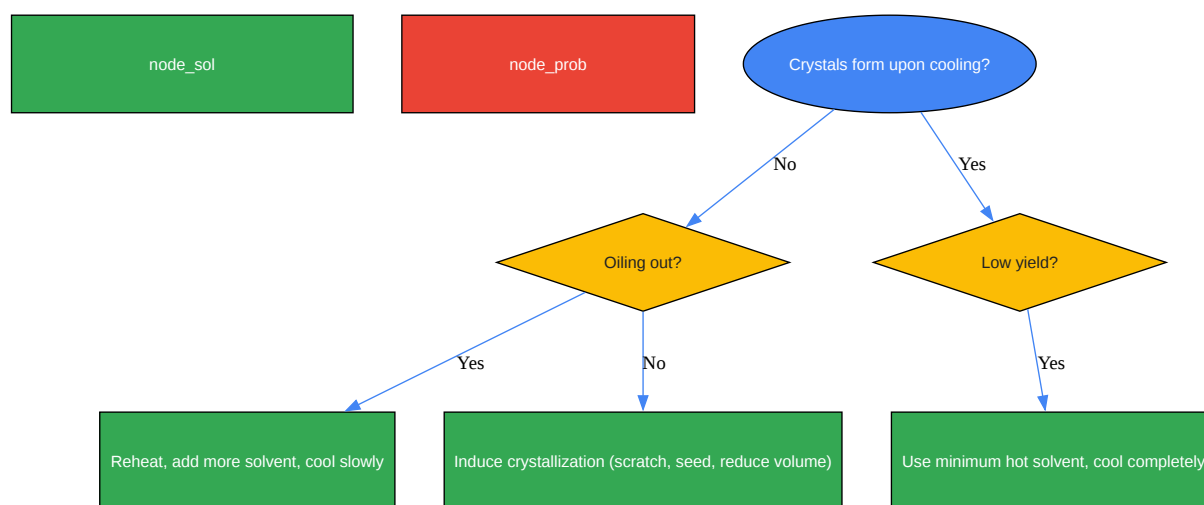 node_sol
node_prob
Crystals form upon cooling?
No
Yes
Oiling out?
Low yield?
Yes
No
Yes
Reheat, add more solvent, cool slowly
Induce crystallization (scratch, seed, reduce volume)
Use minimum hot solvent, cool completely